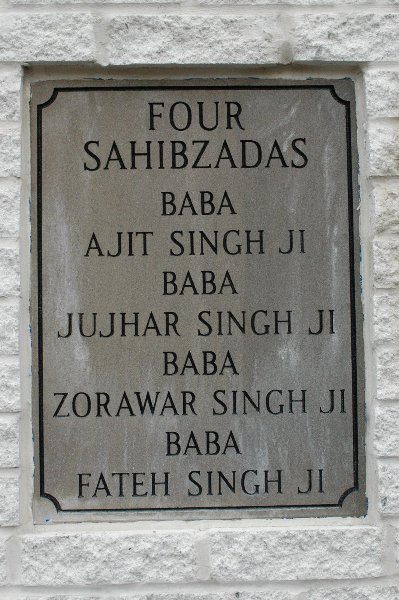 FOUR
SAHIBZADAS
BABA
AJIT SINGH JI
BABA
JUJHAR SINGH JI
BABA
ZORAWAR SINGH JI
BABA
FATEH SINGH JI